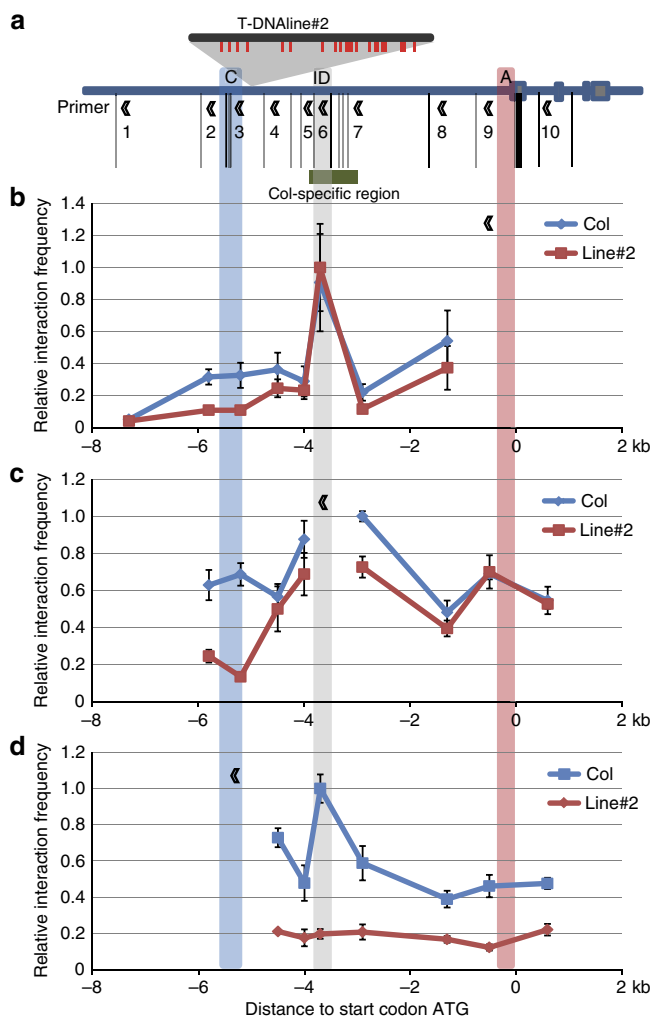 a
T-DNAline#2
C ID A
Primer
1 2 3 4 5 6 7 8 9 10
Col-specific region
b
Relative interaction frequency
1.4
1.2
1.0
0.8
0.6
0.4
0.2
0
Col
Line#2
–8 –6 –4 –2 0 2 kb
c
Relative interaction frequency
1.2
1.0
0.8
0.6
0.4
0.2
0
Col
Line#2
–8 –6 –4 –2 0 2 kb
d
Relative interaction frequency
1.2
1.0
0.8
0.6
0.4
0.2
0
Col
Line#2
–8 –6 –4 –2 0 2 kb
Distance to start codon ATG